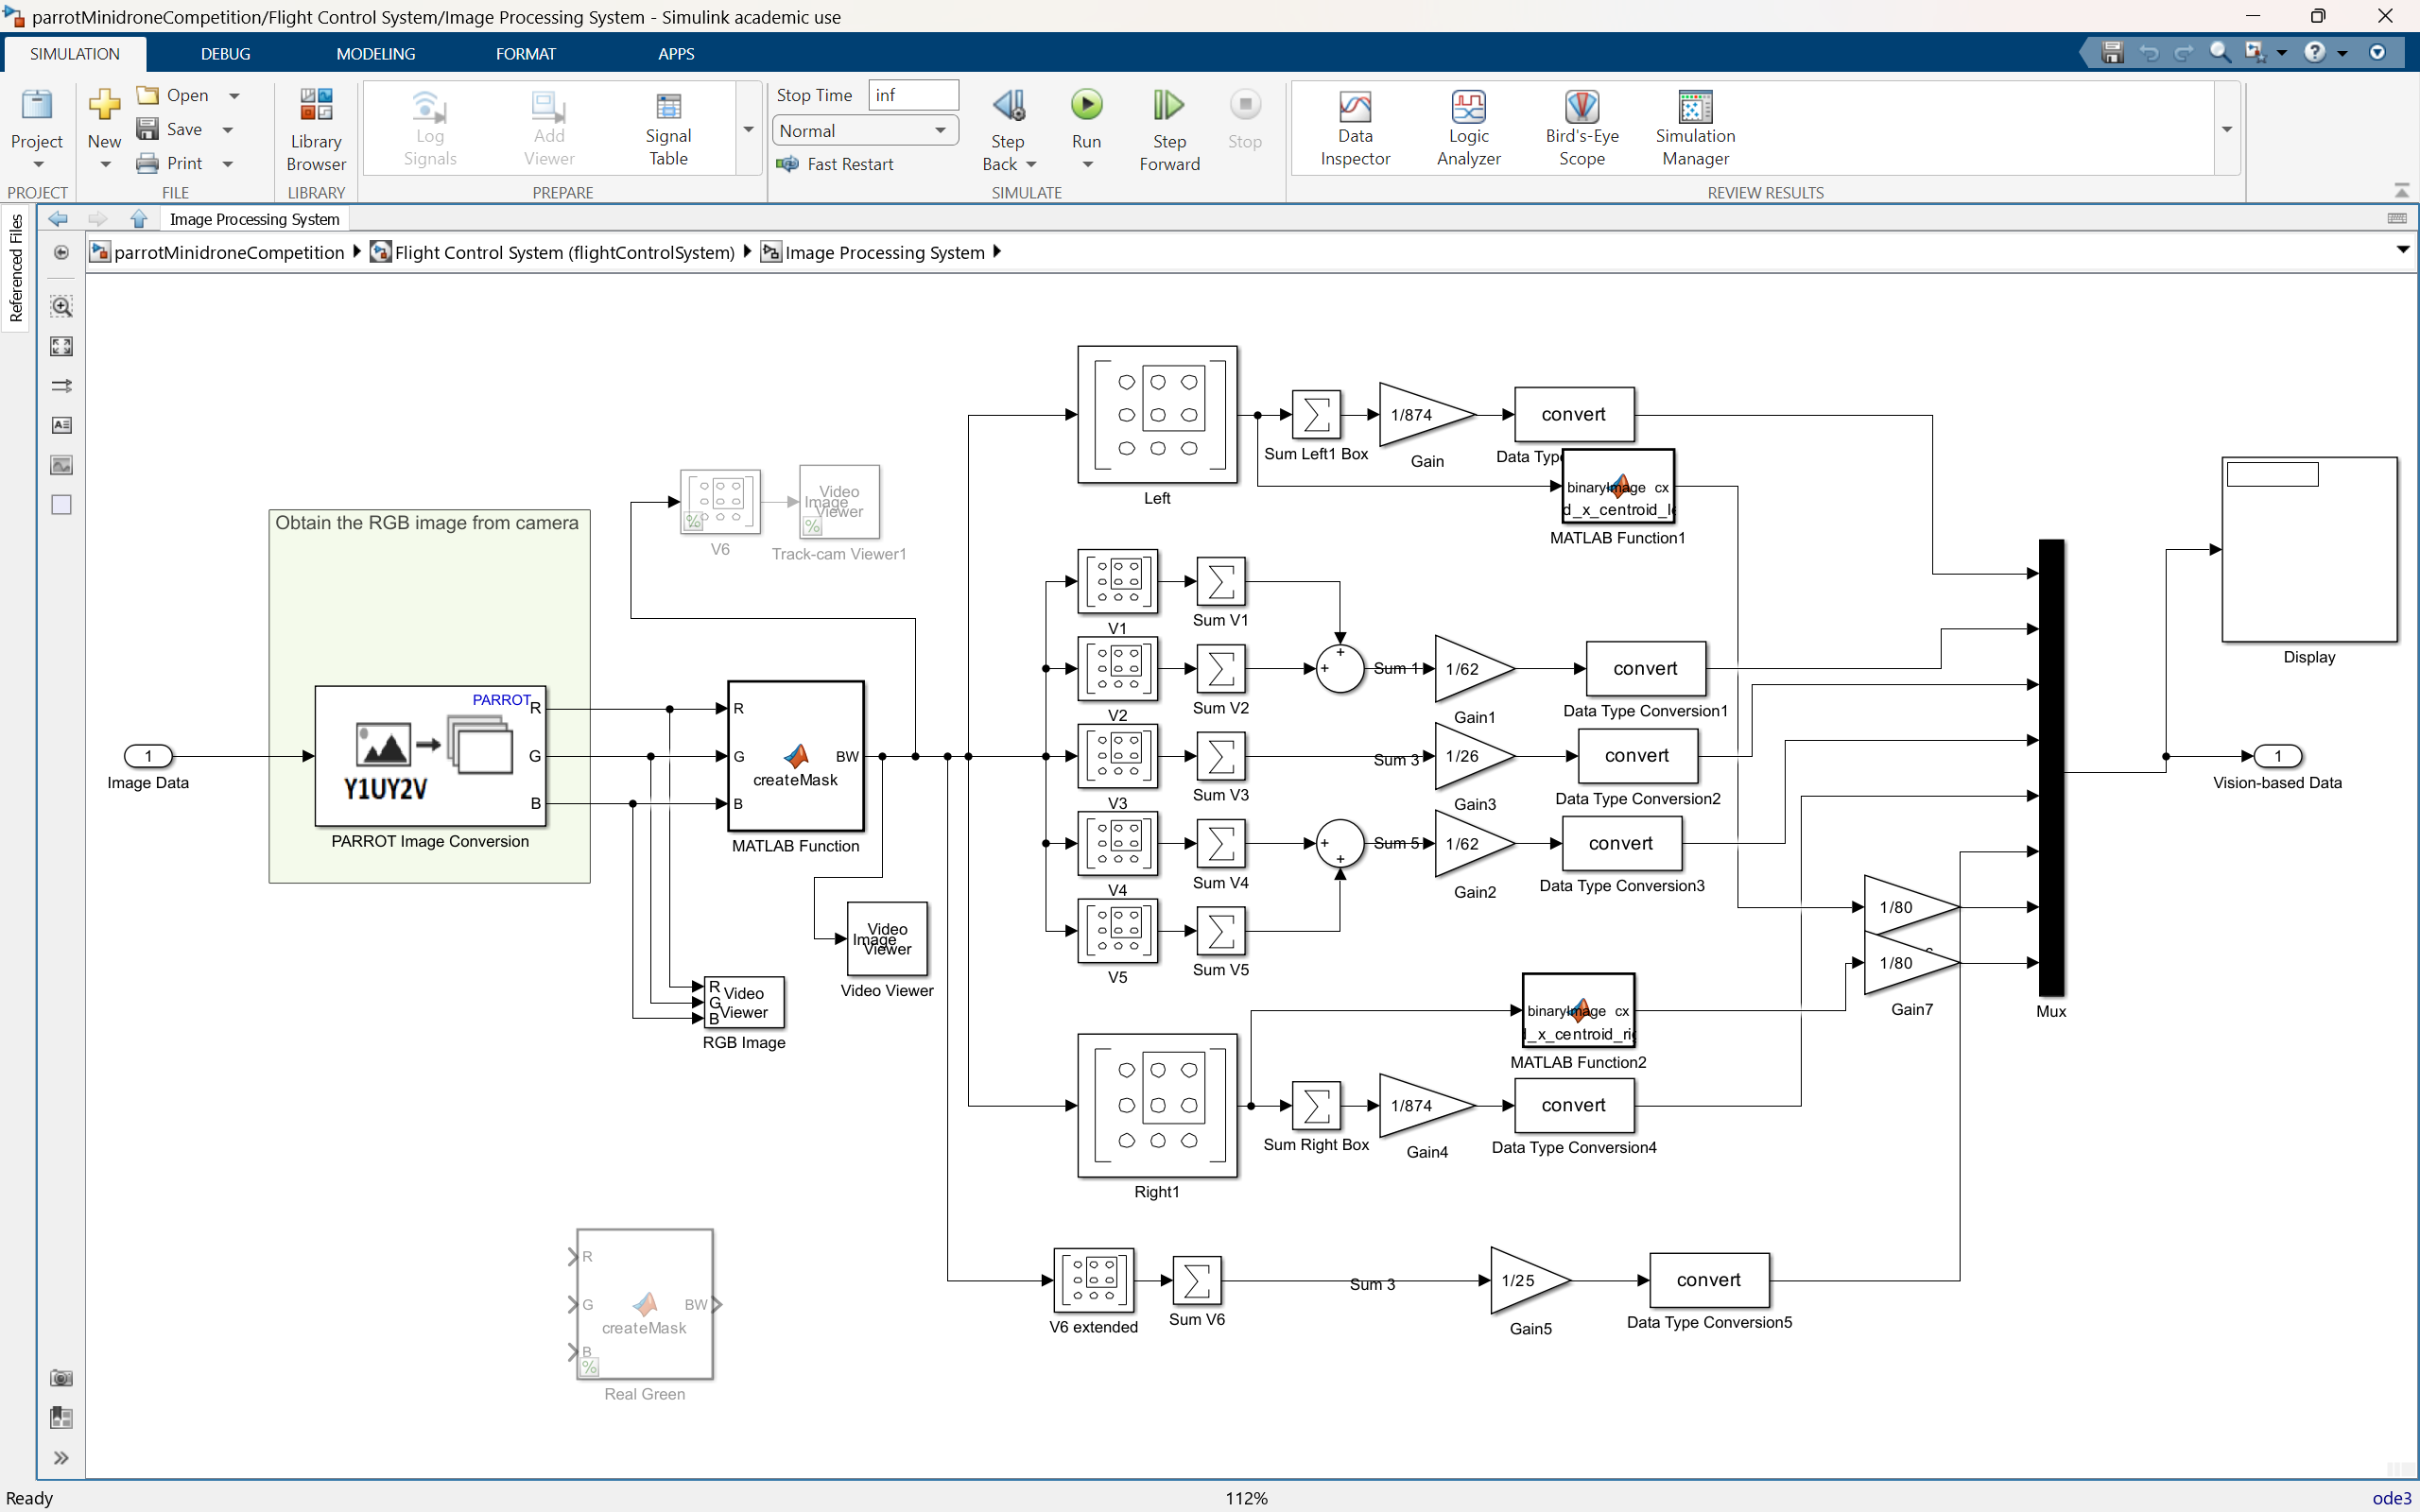 parrotMinidroneCompetition/Flight Control System/Image Processing System - Simulink academic use
SIMULATION
DEBUG
MODELING
FORMAT
APPS
Project
New
Open
Save
Print
Library
Browser
Log
Signals
Add
Viewer
Signal
Table
Stop Time
inf
Normal
Fast Restart
Step
Back
Run
Step
Forward
Stop
Data
Inspector
Logic
Analyzer
Bird's-Eye
Scope
Simulation
Manager
PROJECT
FILE
LIBRARY
PREPARE
SIMULATE
REVIEW RESULTS
Referenced Files
Image Processing System
parrotMinidroneCompetition
Flight Control System (flightControlSystem)
Image Processing System
Obtain the RGB image from camera
1
Image Data
PARROT
R
G
B
Y1UY2V
PARROT Image Conversion
V6
Video
Image
Viewer
Track-cam Viewer1
R
G
B
BW
createMask
MATLAB Function
Image
Video
Viewer
Video Viewer
R
G
B
Video
Viewer
RGB Image
R
G
B
BW
createMask
Real Green
Left
Sum Left1 Box
1/874
Gain
convert
Data Typ
binaryImage cx
d_x_centroid_l
MATLAB Function1
V1
Sum V1
V2
Sum V2
Sum 1
1/62
Gain1
convert
Data Type Conversion1
V3
Sum V3
Sum 3
1/26
Gain3
convert
Data Type Conversion2
V4
Sum V4
Sum 5
1/62
Gain2
convert
Data Type Conversion3
V5
Sum V5
1/80
1/80
Gain7
binaryImage cx
_x_centroid_ri
MATLAB Function2
Right1
Sum Right Box
1/874
Gain4
convert
Data Type Conversion4
V6 extended
Sum V6
Sum 3
1/25
Gain5
convert
Data Type Conversion5
Mux
Display
1
Vision-based Data
Ready
112%
ode3